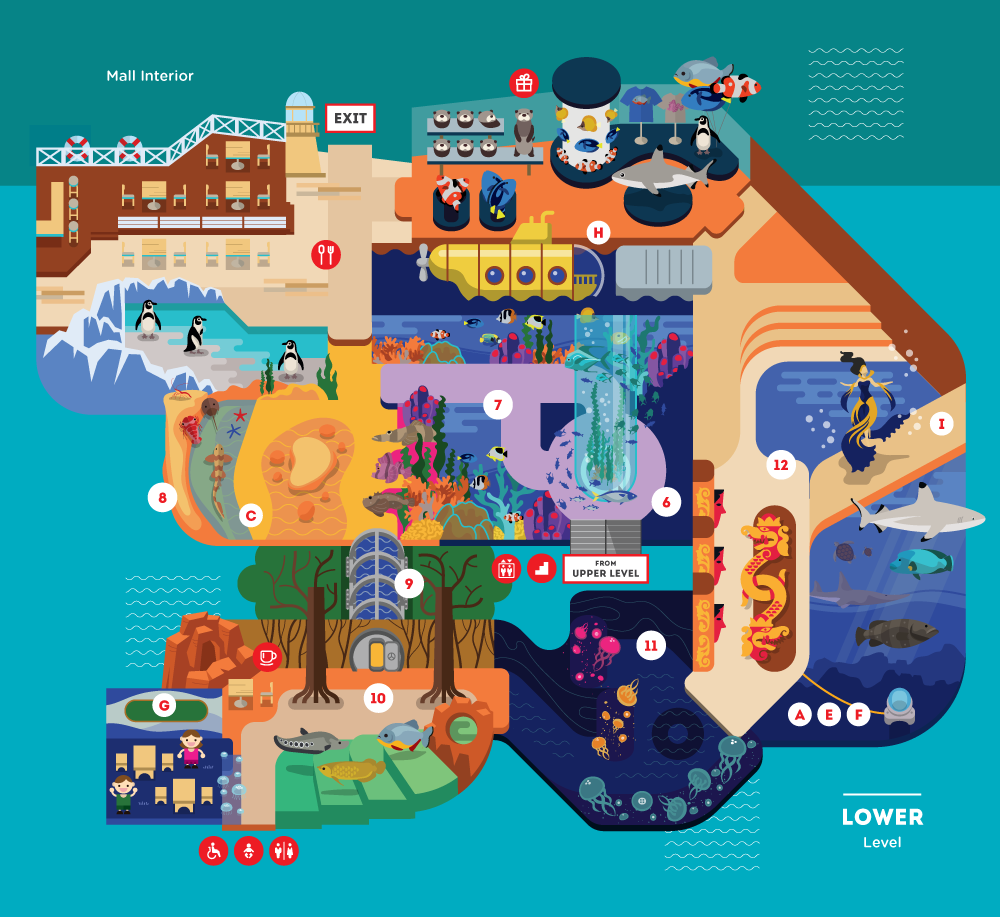 Mall Interior
EXIT
H
7
I
12
8
C
6
FROM
UPPER LEVEL
9
11
10
G
A E F
LOWER
Level